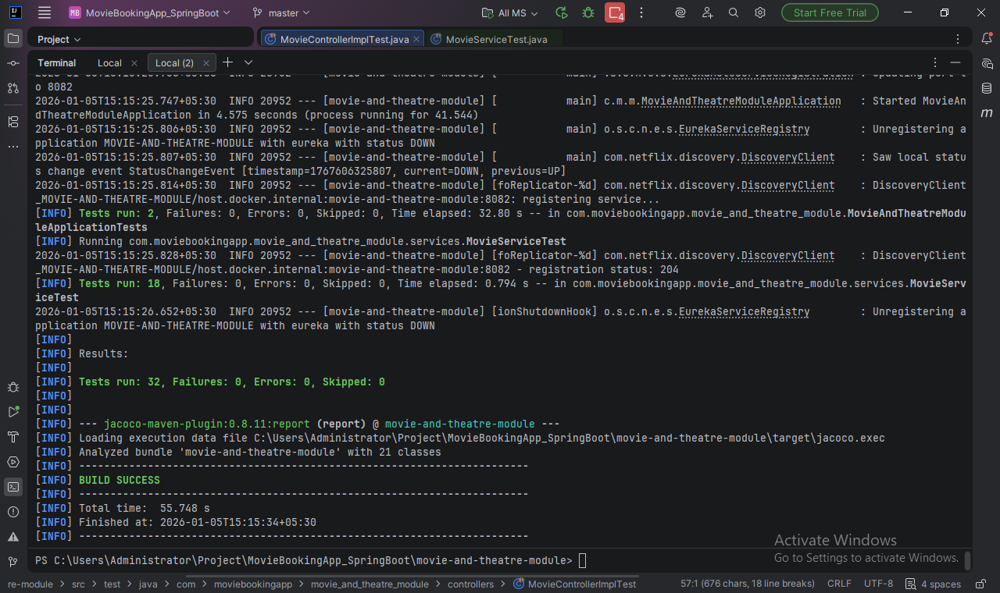 MB MovieBookingApp_SpringBoot master All MS 4 Start Free Trial
Project MovieControllerImplTest.java MovieServiceTest.java
Terminal Local Local (2)
o 8082
2026-01-05T15:15:25.747+05:30  INFO 20952 --- [movie-and-theatre-module] [           main] c.m.m.MovieAndTheatreModuleApplication   : Started MovieAn
dTheatreModuleApplication in 4.575 seconds (process running for 41.544)
2026-01-05T15:15:25.806+05:30  INFO 20952 --- [movie-and-theatre-module] [           main] o.s.c.n.e.s.EurekaServiceRegistry        : Unregistering a
pplication MOVIE-AND-THEATRE-MODULE with eureka with status DOWN
2026-01-05T15:15:25.807+05:30  INFO 20952 --- [movie-and-theatre-module] [           main] com.netflix.discovery.DiscoveryClient    : Saw local statu
s change event StatusChangeEvent [timestamp=1767606325807, current=DOWN, previous=UP]
2026-01-05T15:15:25.814+05:30  INFO 20952 --- [movie-and-theatre-module] [foReplicator-%d] com.netflix.discovery.DiscoveryClient    : DiscoveryClient
_MOVIE-AND-THEATRE-MODULE/host.docker.internal:movie-and-theatre-module:8082: registering service...
[INFO] Tests run: 2, Failures: 0, Errors: 0, Skipped: 0, Time elapsed: 32.80 s -- in com.moviebookingapp.movie_and_theatre_module.MovieAndTheatreModu
leApplicationTests
[INFO] Running com.moviebookingapp.movie_and_theatre_module.services.MovieServiceTest
2026-01-05T15:15:25.828+05:30  INFO 20952 --- [movie-and-theatre-module] [foReplicator-%d] com.netflix.discovery.DiscoveryClient    : DiscoveryClient
_MOVIE-AND-THEATRE-MODULE/host.docker.internal:movie-and-theatre-module:8082 - registration status: 204
[INFO] Tests run: 18, Failures: 0, Errors: 0, Skipped: 0, Time elapsed: 0.794 s -- in com.moviebookingapp.movie_and_theatre_module.services.MovieServ
iceTest
2026-01-05T15:15:26.652+05:30  INFO 20952 --- [movie-and-theatre-module] [ionShutdownHook] o.s.c.n.e.s.EurekaServiceRegistry        : Unregistering a
pplication MOVIE-AND-THEATRE-MODULE with eureka with status DOWN
[INFO]
[INFO] Results:
[INFO]
[INFO] Tests run: 32, Failures: 0, Errors: 0, Skipped: 0
[INFO]
[INFO]
[INFO] --- jacoco-maven-plugin:0.8.11:report (report) @ movie-and-theatre-module ---
[INFO] Loading execution data file C:\Users\Administrator\Project\MovieBookingApp_SpringBoot\movie-and-theatre-module\target\jacoco.exec
[INFO] Analyzed bundle 'movie-and-theatre-module' with 21 classes
[INFO] ------------------------------------------------------------------------
[INFO] BUILD SUCCESS
[INFO] ------------------------------------------------------------------------
[INFO] Total time:  55.748 s
[INFO] Finished at: 2026-01-05T15:15:34+05:30
[INFO] ------------------------------------------------------------------------
Activate Windows
Go to Settings to activate Windows.
PS C:\Users\Administrator\Project\MovieBookingApp_SpringBoot\movie-and-theatre-module>
re-module > src > test > java > com > moviebookingapp > movie_and_theatre_module > controllers > MovieControllerImplTest 57:1 (676 chars, 18 line breaks) CRLF UTF-8 4 spaces